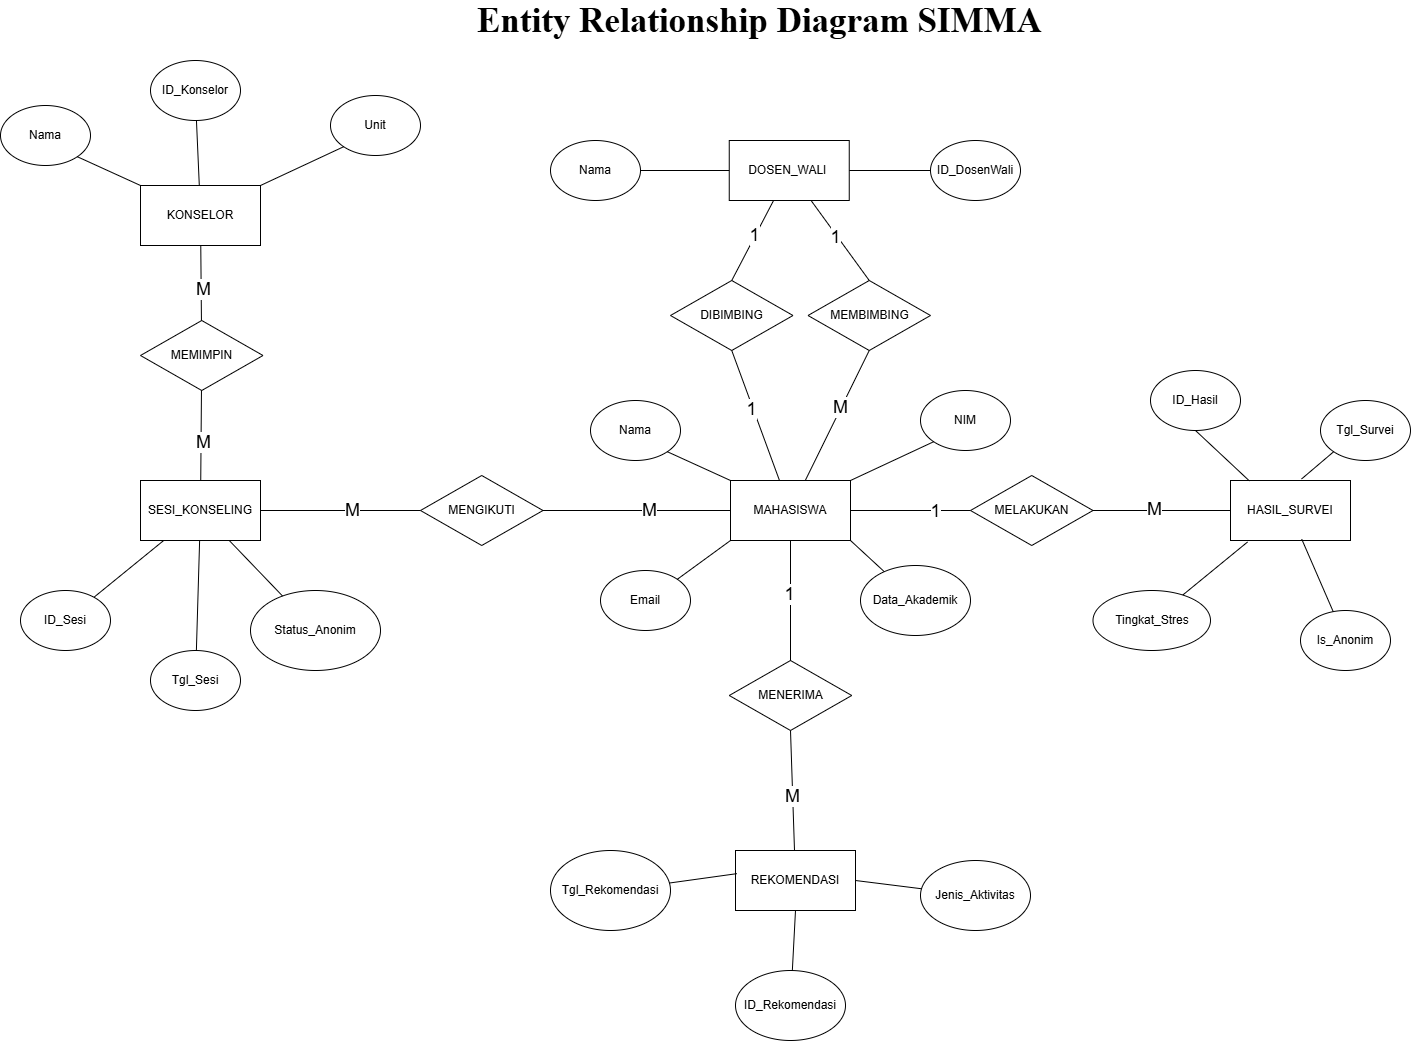 Entity Relationship Diagram SIMMA
ID_Konselor
Nama
Unit
KONSELOR
Nama
DOSEN_WALI
ID_DosenWali
1
1
M
DIBIMBING
MEMBIMBING
MEMIMPIN
1
M
ID_Hasil
Nama
NIM
Tgl_Survei
M
SESI_KONSELING
M
MENGIKUTI
M
MAHASISWA
1
MELAKUKAN
M
HASIL_SURVEI
1
Email
Data_Akademik
ID_Sesi
Status_Anonim
Tingkat_Stres
Is_Anonim
Tgl_Sesi
MENERIMA
M
Tgl_Rekomendasi
REKOMENDASI
Jenis_Aktivitas
ID_Rekomendasi